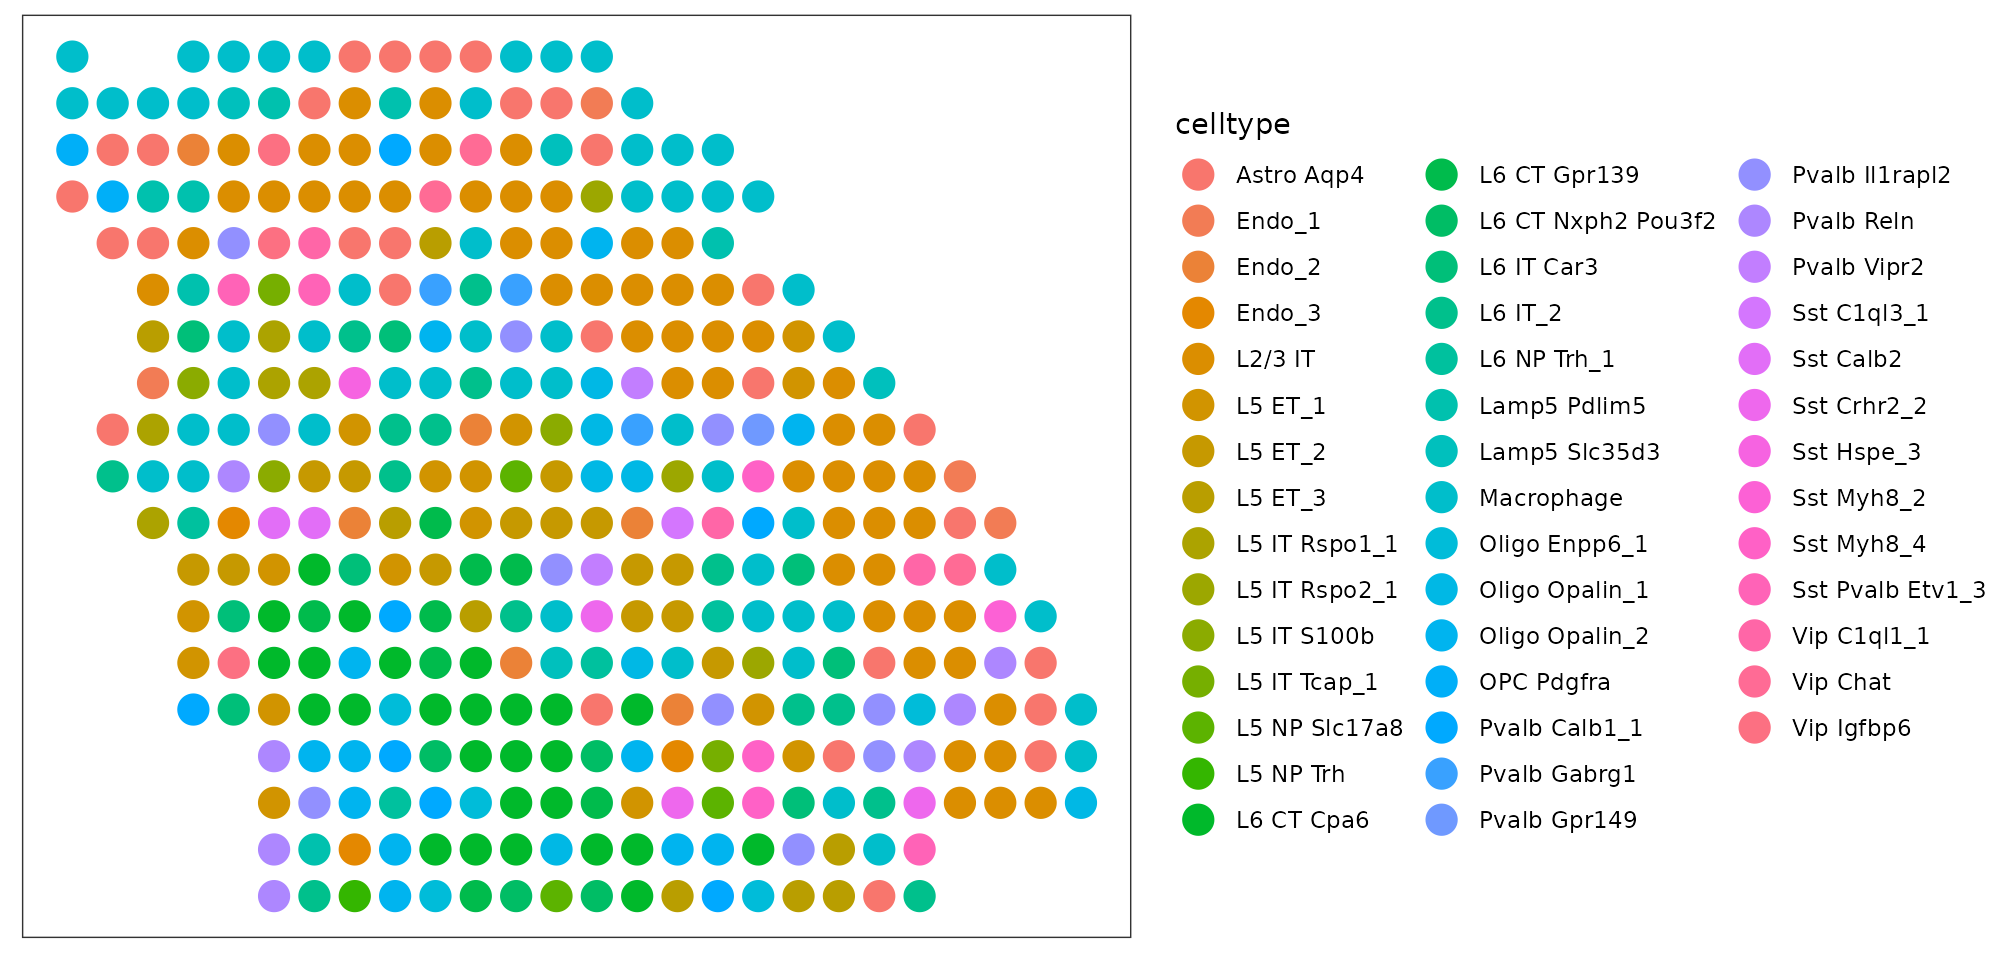 celltype
Astro Aqp4
Endo_1
Endo_2
Endo_3
L2/3 IT
L5 ET_1
L5 ET_2
L5 ET_3
L5 IT Rspo1_1
L5 IT Rspo2_1
L5 IT S100b
L5 IT Tcap_1
L5 NP Slc17a8
L5 NP Trh
L6 CT Cpa6
L6 CT Gpr139
L6 CT Nxph2 Pou3f2
L6 IT Car3
L6 IT_2
L6 NP Trh_1
Lamp5 Pdlim5
Lamp5 Slc35d3
Macrophage
Oligo Enpp6_1
Oligo Opalin_1
Oligo Opalin_2
OPC Pdgfra
Pvalb Calb1_1
Pvalb Gabrg1
Pvalb Gpr149
Pvalb Il1rapl2
Pvalb Reln
Pvalb Vipr2
Sst C1ql3_1
Sst Calb2
Sst Crhr2_2
Sst Hspe_3
Sst Myh8_2
Sst Myh8_4
Sst Pvalb Etv1_3
Vip C1ql1_1
Vip Chat
Vip Igfbp6